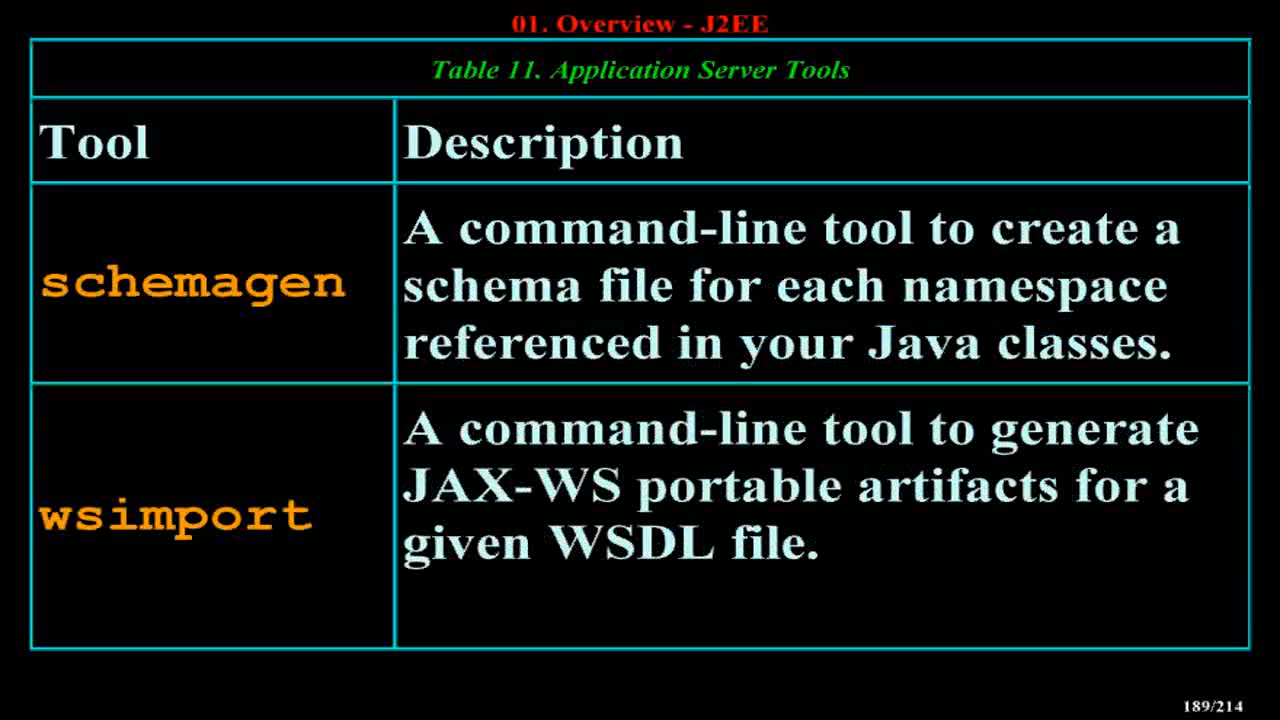 01. Overview - J2EE
Table 11. Application Server Tools
Tool
Description
schemagen
A command-line tool to create a
schema file for each namespace
referenced in your Java classes.
wsimport
A command-line tool to generate
JAX-WS portable artifacts for a
given WSDL file.
189/214